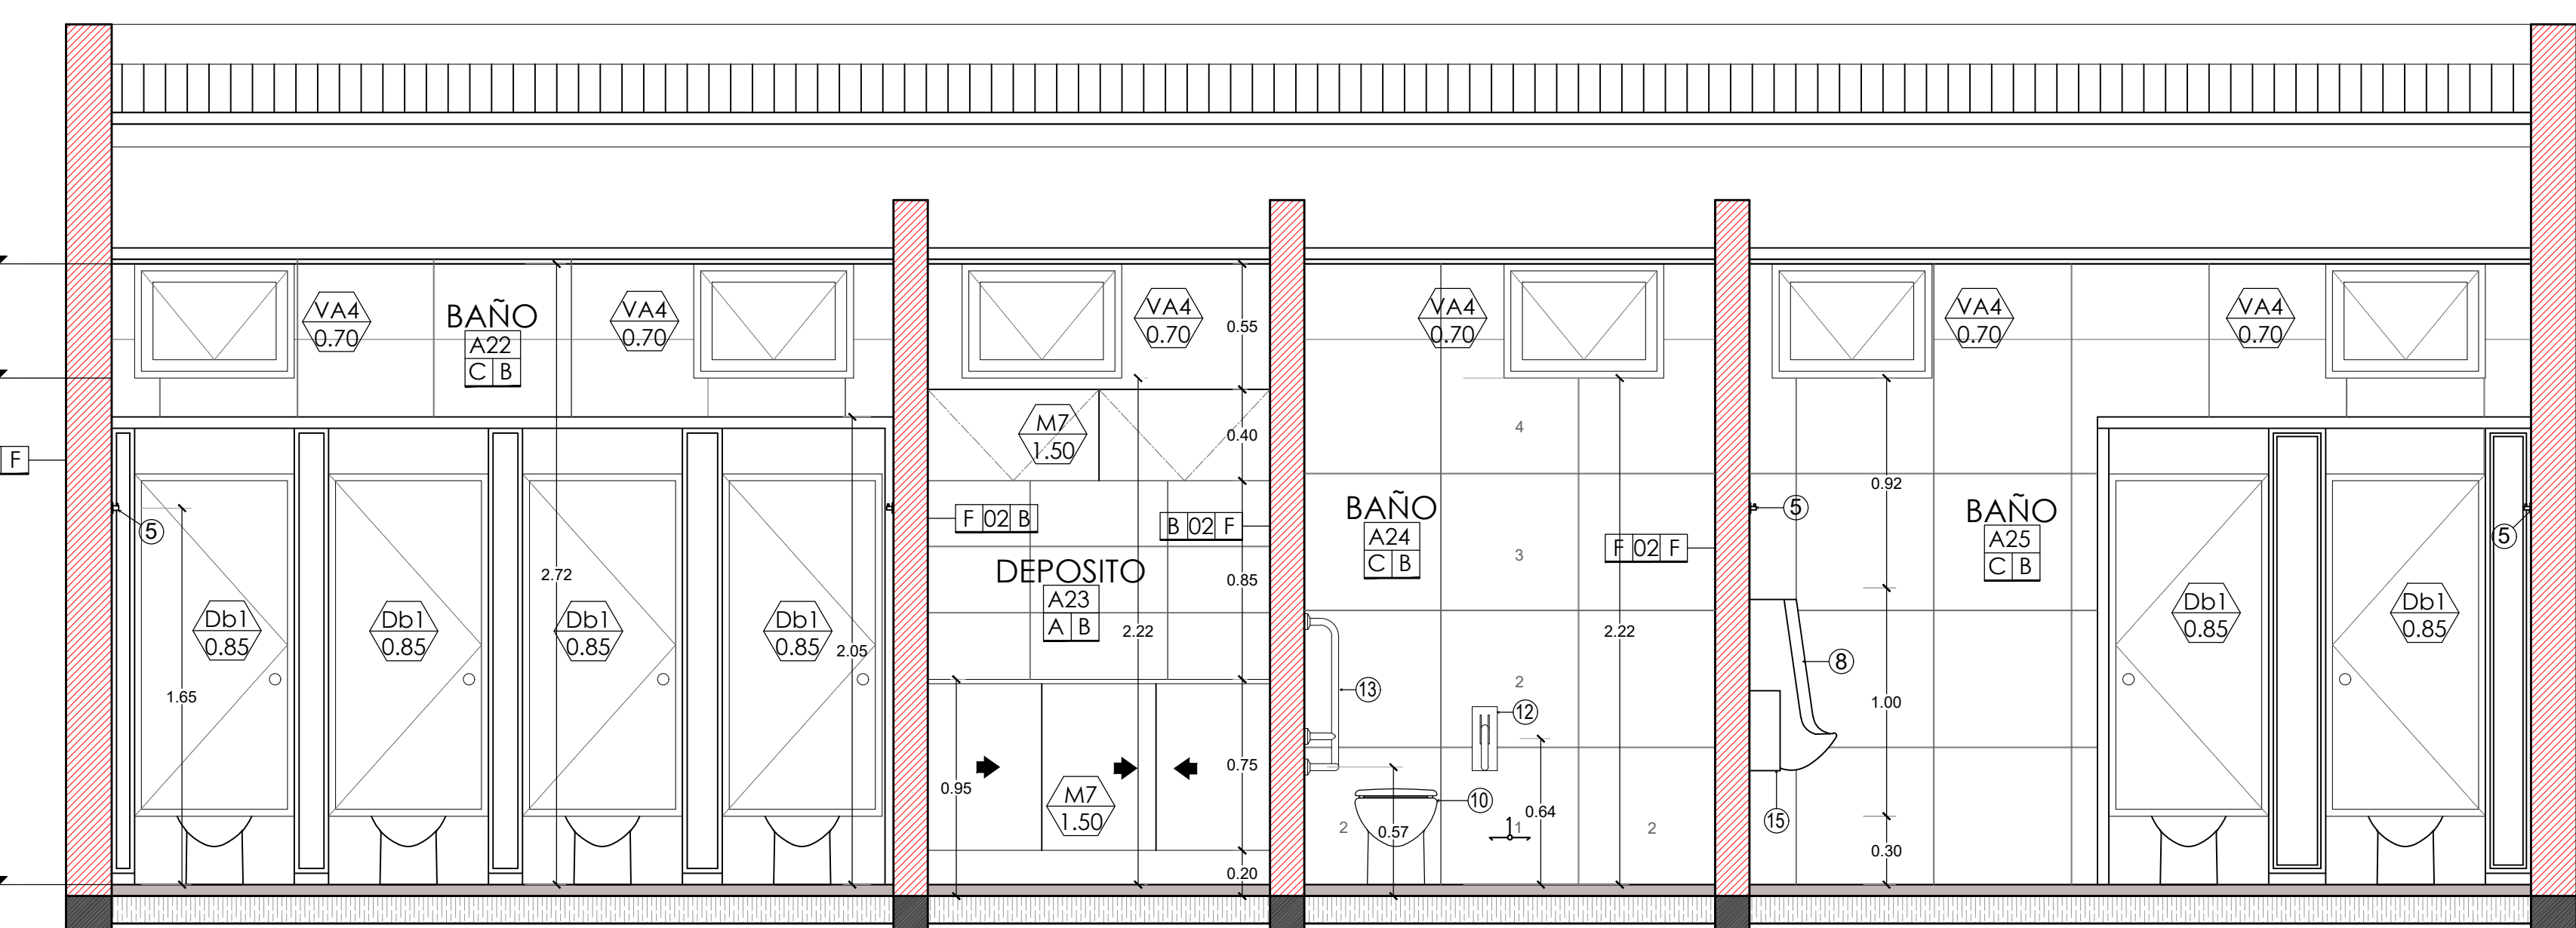 F
VA4
0.70
BAÑO
A22
C B
VA4
0.70
2.72
5
1.65
Db1
0.85
Db1
0.85
Db1
0.85
Db1
0.85
2.05
VA4
0.70
0.55
M7
1.50
0.40
F 02 B
B 02 F
DEPOSITO
A23
A B
2.22
0.85
0.95
M7
1.50
0.75
0.20
VA4
0.70
4
BAÑO
A24
C B
3
F 02 F
2.22
13
2
12
10
2
0.57
1
0.64
2
VA4
0.70
VA4
0.70
0.92
5
BAÑO
A25
C B
5
8
1.00
15
0.30
Db1
0.85
Db1
0.85